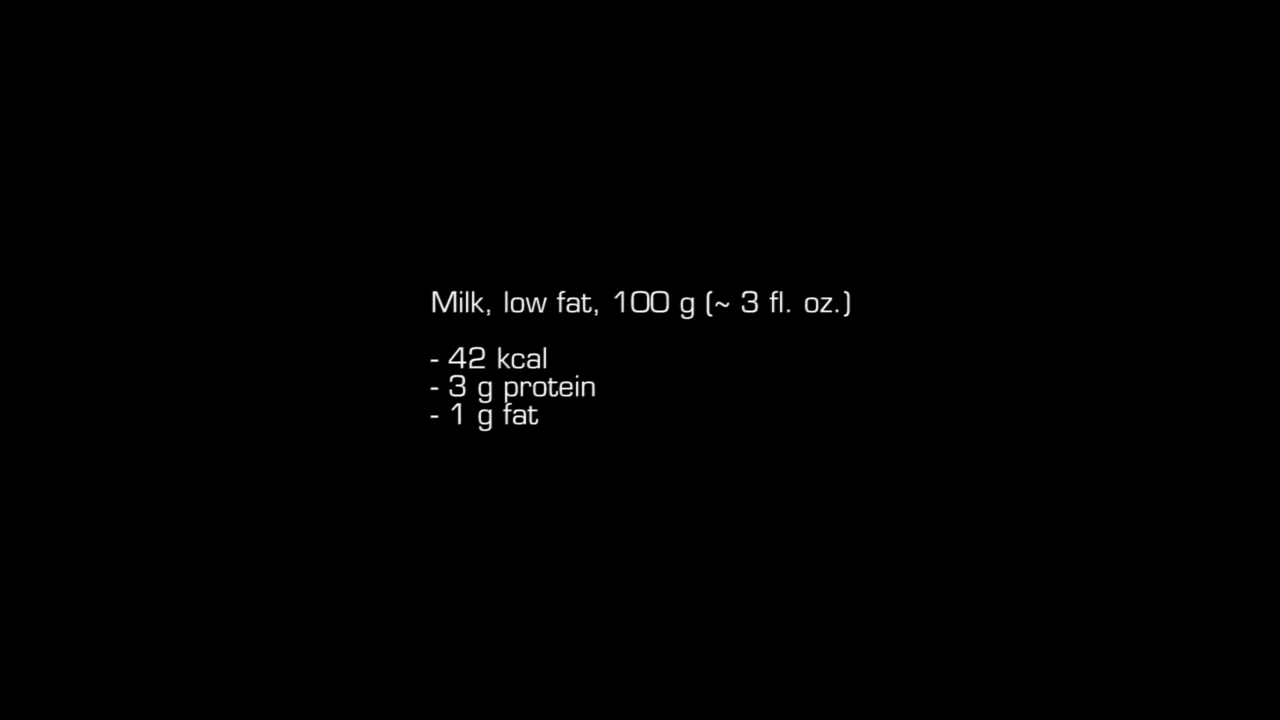 Milk, low fat, 100 g (~ 3 fl. oz.)
- 42 kcal
- 3 g protein
- 1 g fat